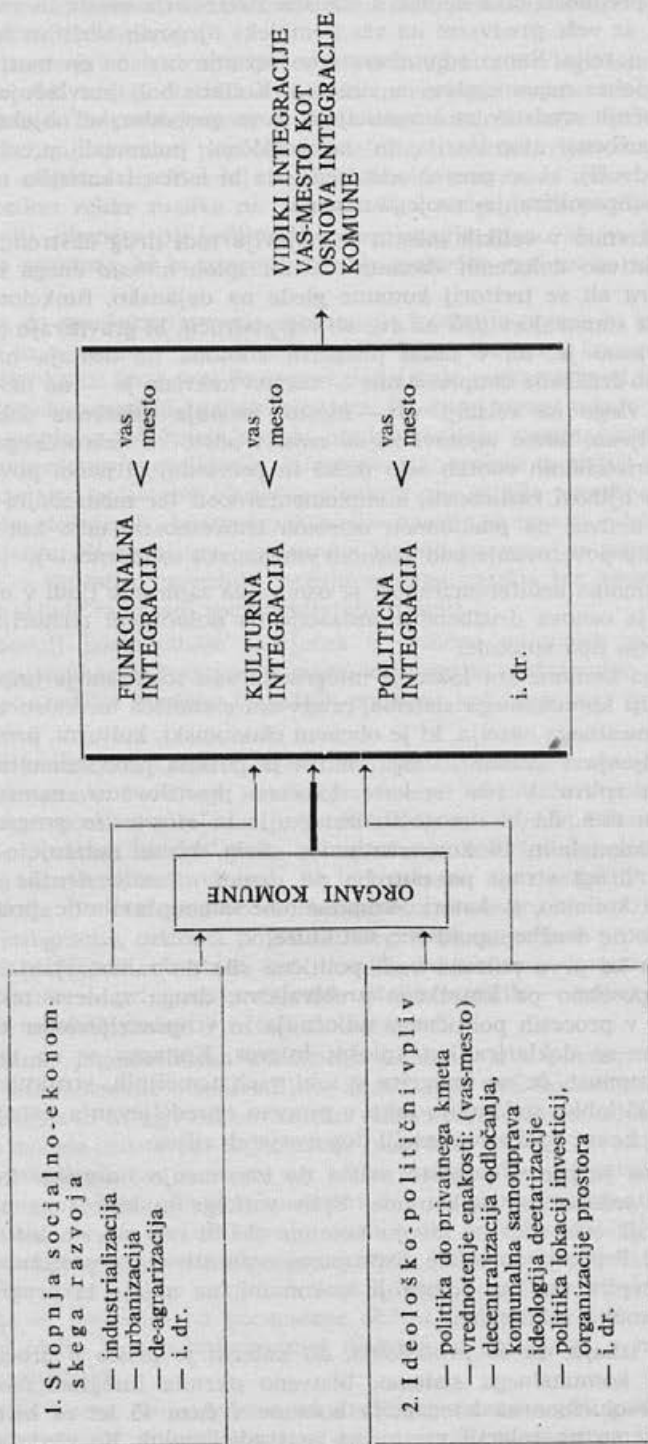 1. Stopnja socialno-ekonom-
skega razvoja
— industrializacija
— urbanizacija
— de-agrarizacija
— i. dr.
2. Ideološko-politični vplivi
— politika do privatnega kmeta
— vrednotenje enakosti: vas-mesto
— decentralizacija odločanja
— komunalna samouprava
— ideologija deetatizacije
— politika lokacij investicij,
organizacije prostora
— i. dr.
ORGANI KOMUNE
FUNKCIONALNA
INTEGRACIJA
< vas
mesto
KULTURNA
INTEGRACIJA
< vas
mesto
POLITIČNA
INTEGRACIJA
< vas
mesto
i. dr.
VIDIKI INTEGRACIJE
VAS-MESTO KOT
OSNOVA INTEGRACIJE
KOMUNE